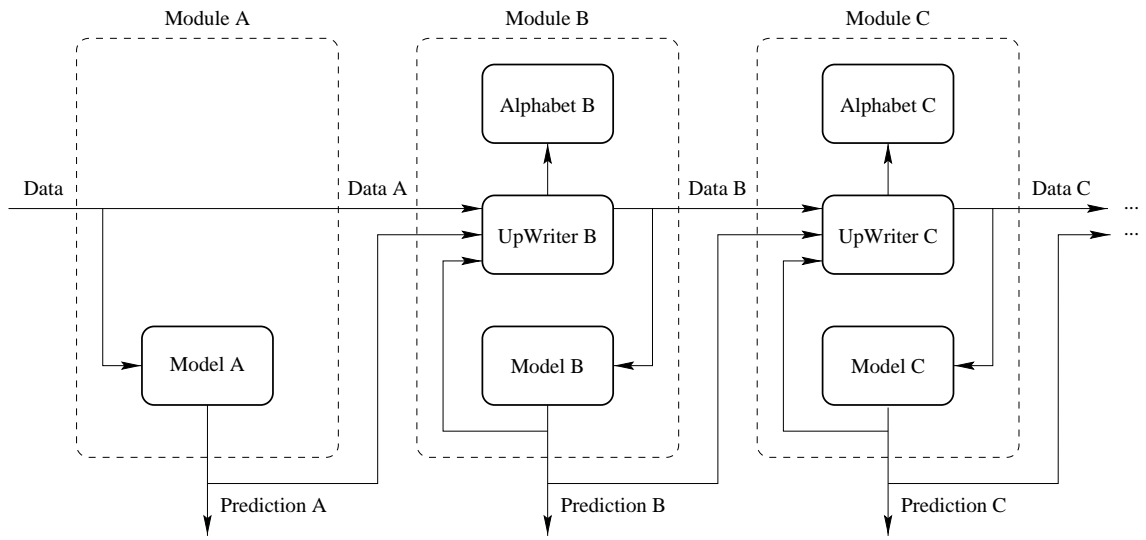 Module A
Module B
Module C
Alphabet B
Alphabet C
Data
Data A
Data B
Data C
...
UpWriter B
UpWriter C
...
Model A
Model B
Model C
Prediction A
Prediction B
Prediction C